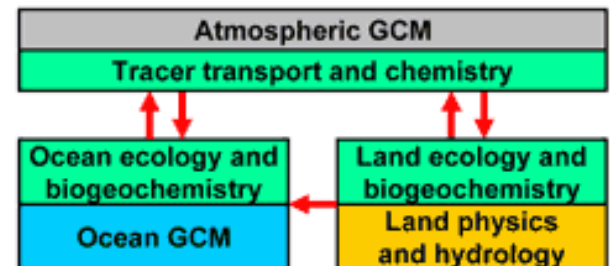 Atmospheric GCM
Tracer transport and chemistry
Ocean ecology and
biogeochemistry
Ocean GCM
Land ecology and
biogeochemistry
Land physics
and hydrology